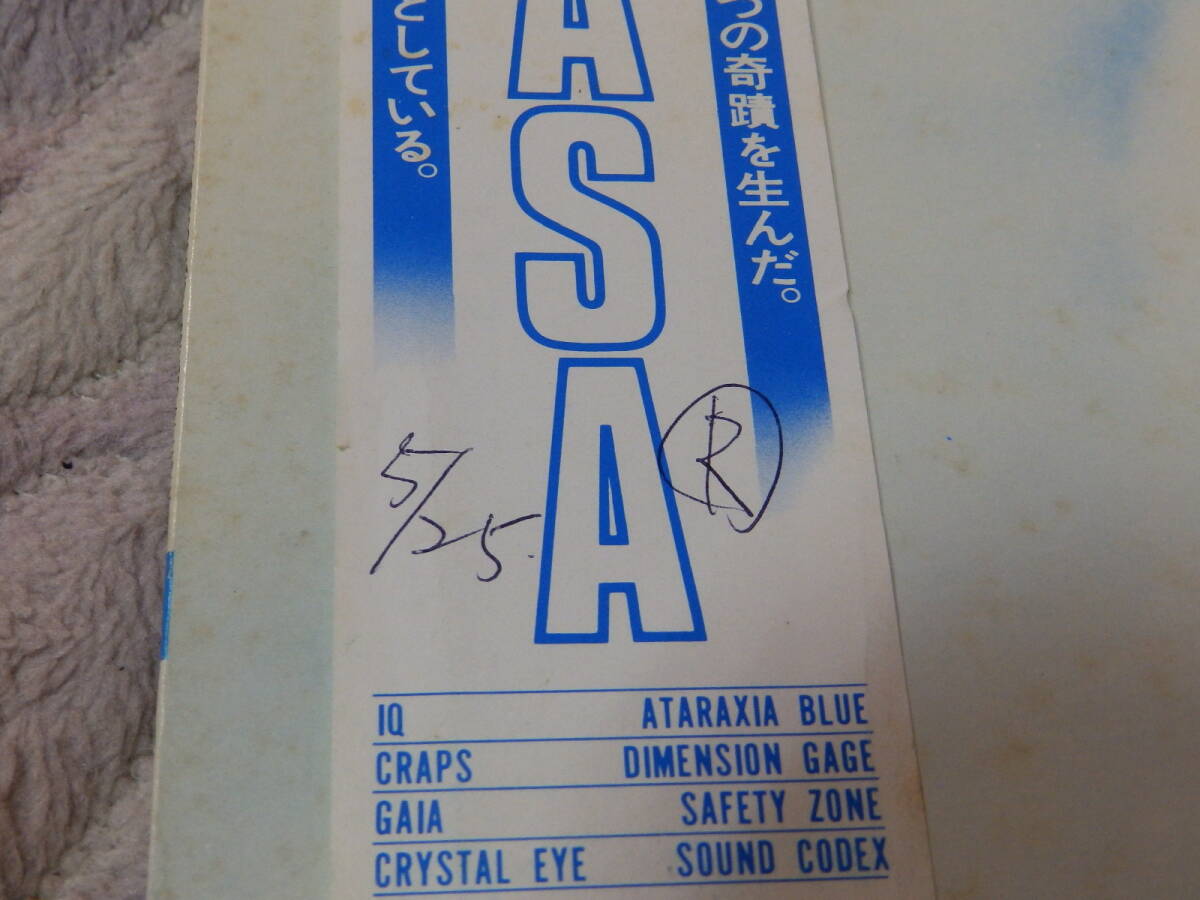 つの奇蹟を生んだ。
としている。
ASA
5/25.
R
IQ ATARAXIA BLUE
CRAPS DIMENSION GAGE
GAIA SAFETY ZONE
CRYSTAL EYE SOUND CODEX